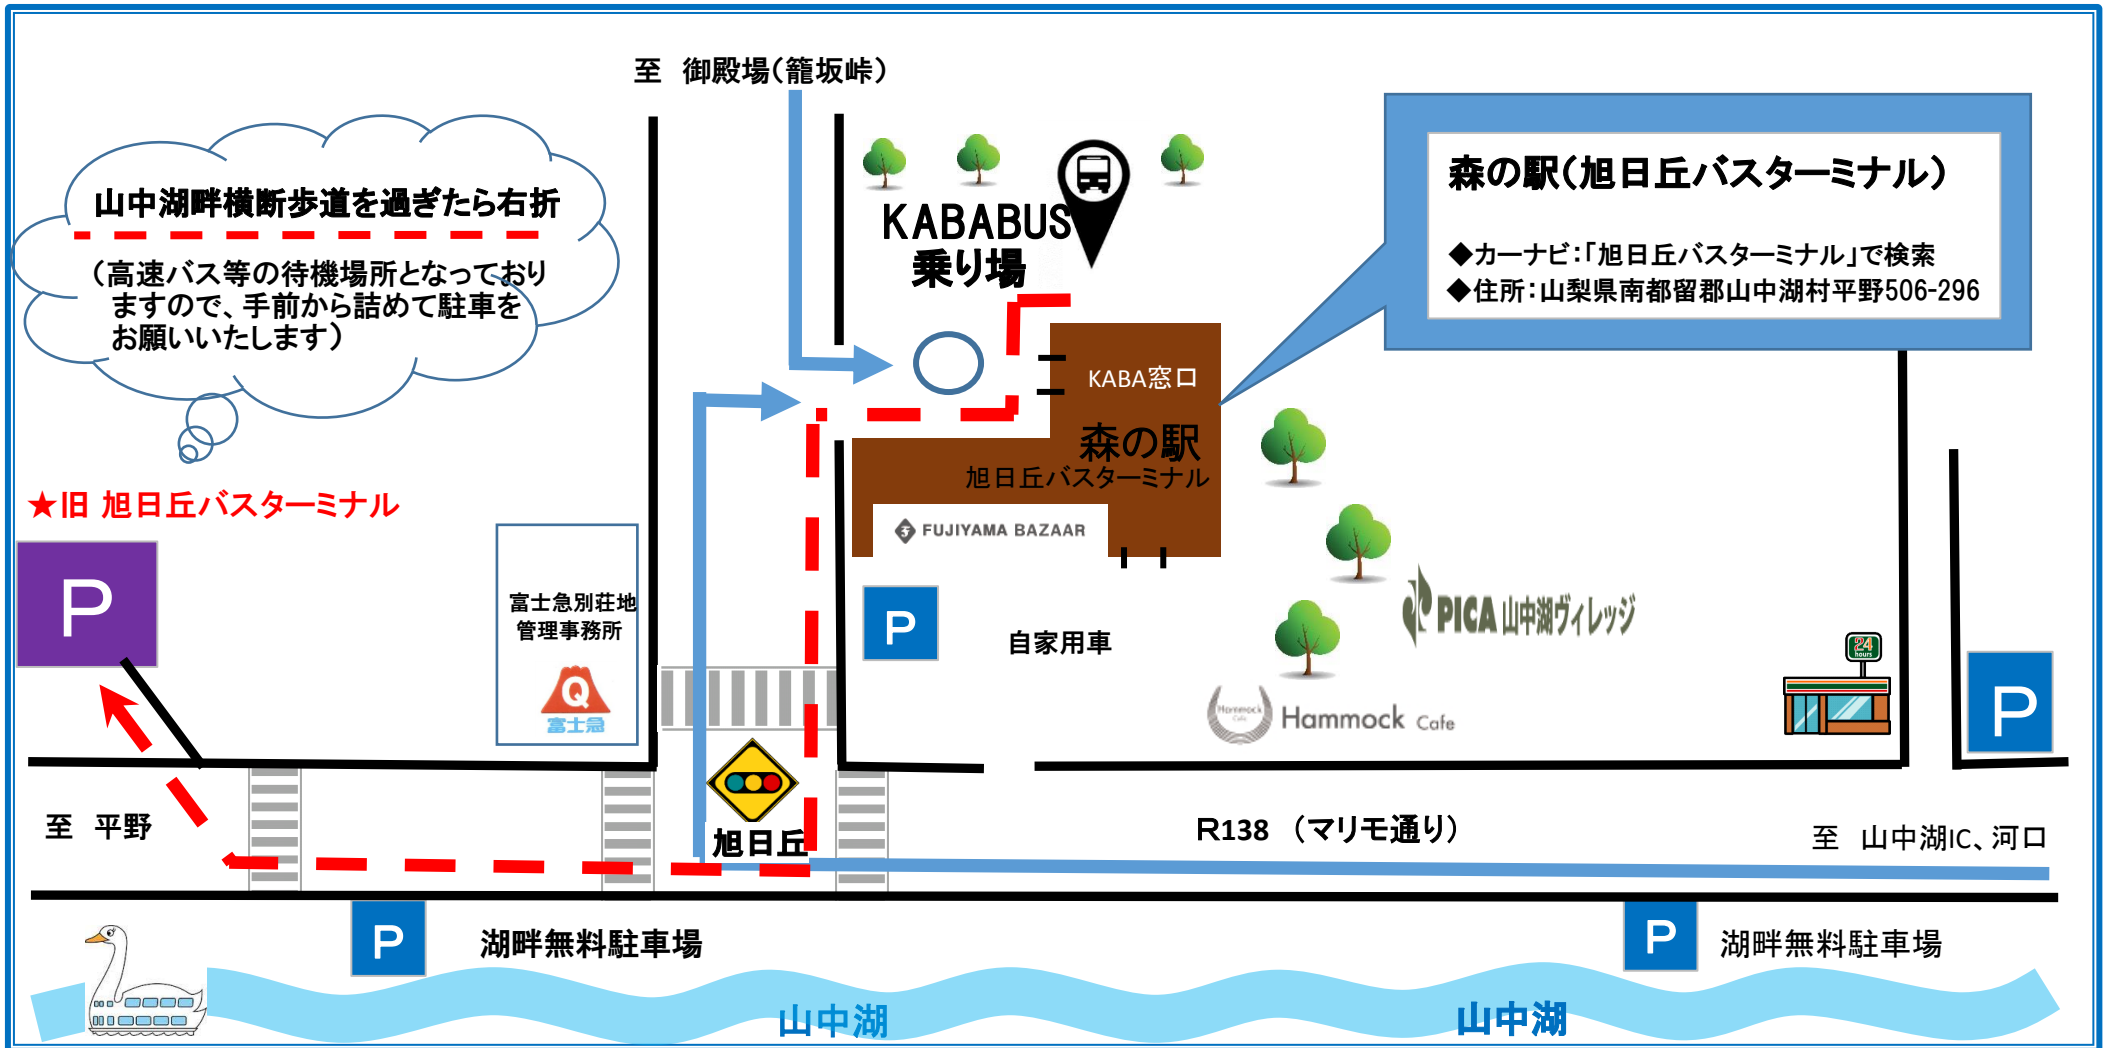 至　御殿場(籠坂峠)
山中湖畔横断歩道を過ぎたら右折
(高速バス等の待機場所となっており
ますので、手前から詰めて駐車を
お願いいたします)
KABABUS
乗り場
森の駅(旭日丘バスターミナル)
◆カーナビ:「旭日丘バスターミナル」で検索
◆住所:山梨県南都留郡山中湖村平野506-296
KABA窓口
森の駅
旭日丘バスターミナル
FUJIYAMA BAZAAR
★旧 旭日丘バスターミナル
P
富士急別荘地
管理事務所
Q
富士急
P
自家用車
PICA 山中湖ヴィレッジ
Hammock
Cafe
Hammock Cafe
24
hours
P
旭日丘
至　平野
R138　(マリモ通り)
至　山中湖IC、河口
P
湖畔無料駐車場
P
湖畔無料駐車場
山中湖
山中湖